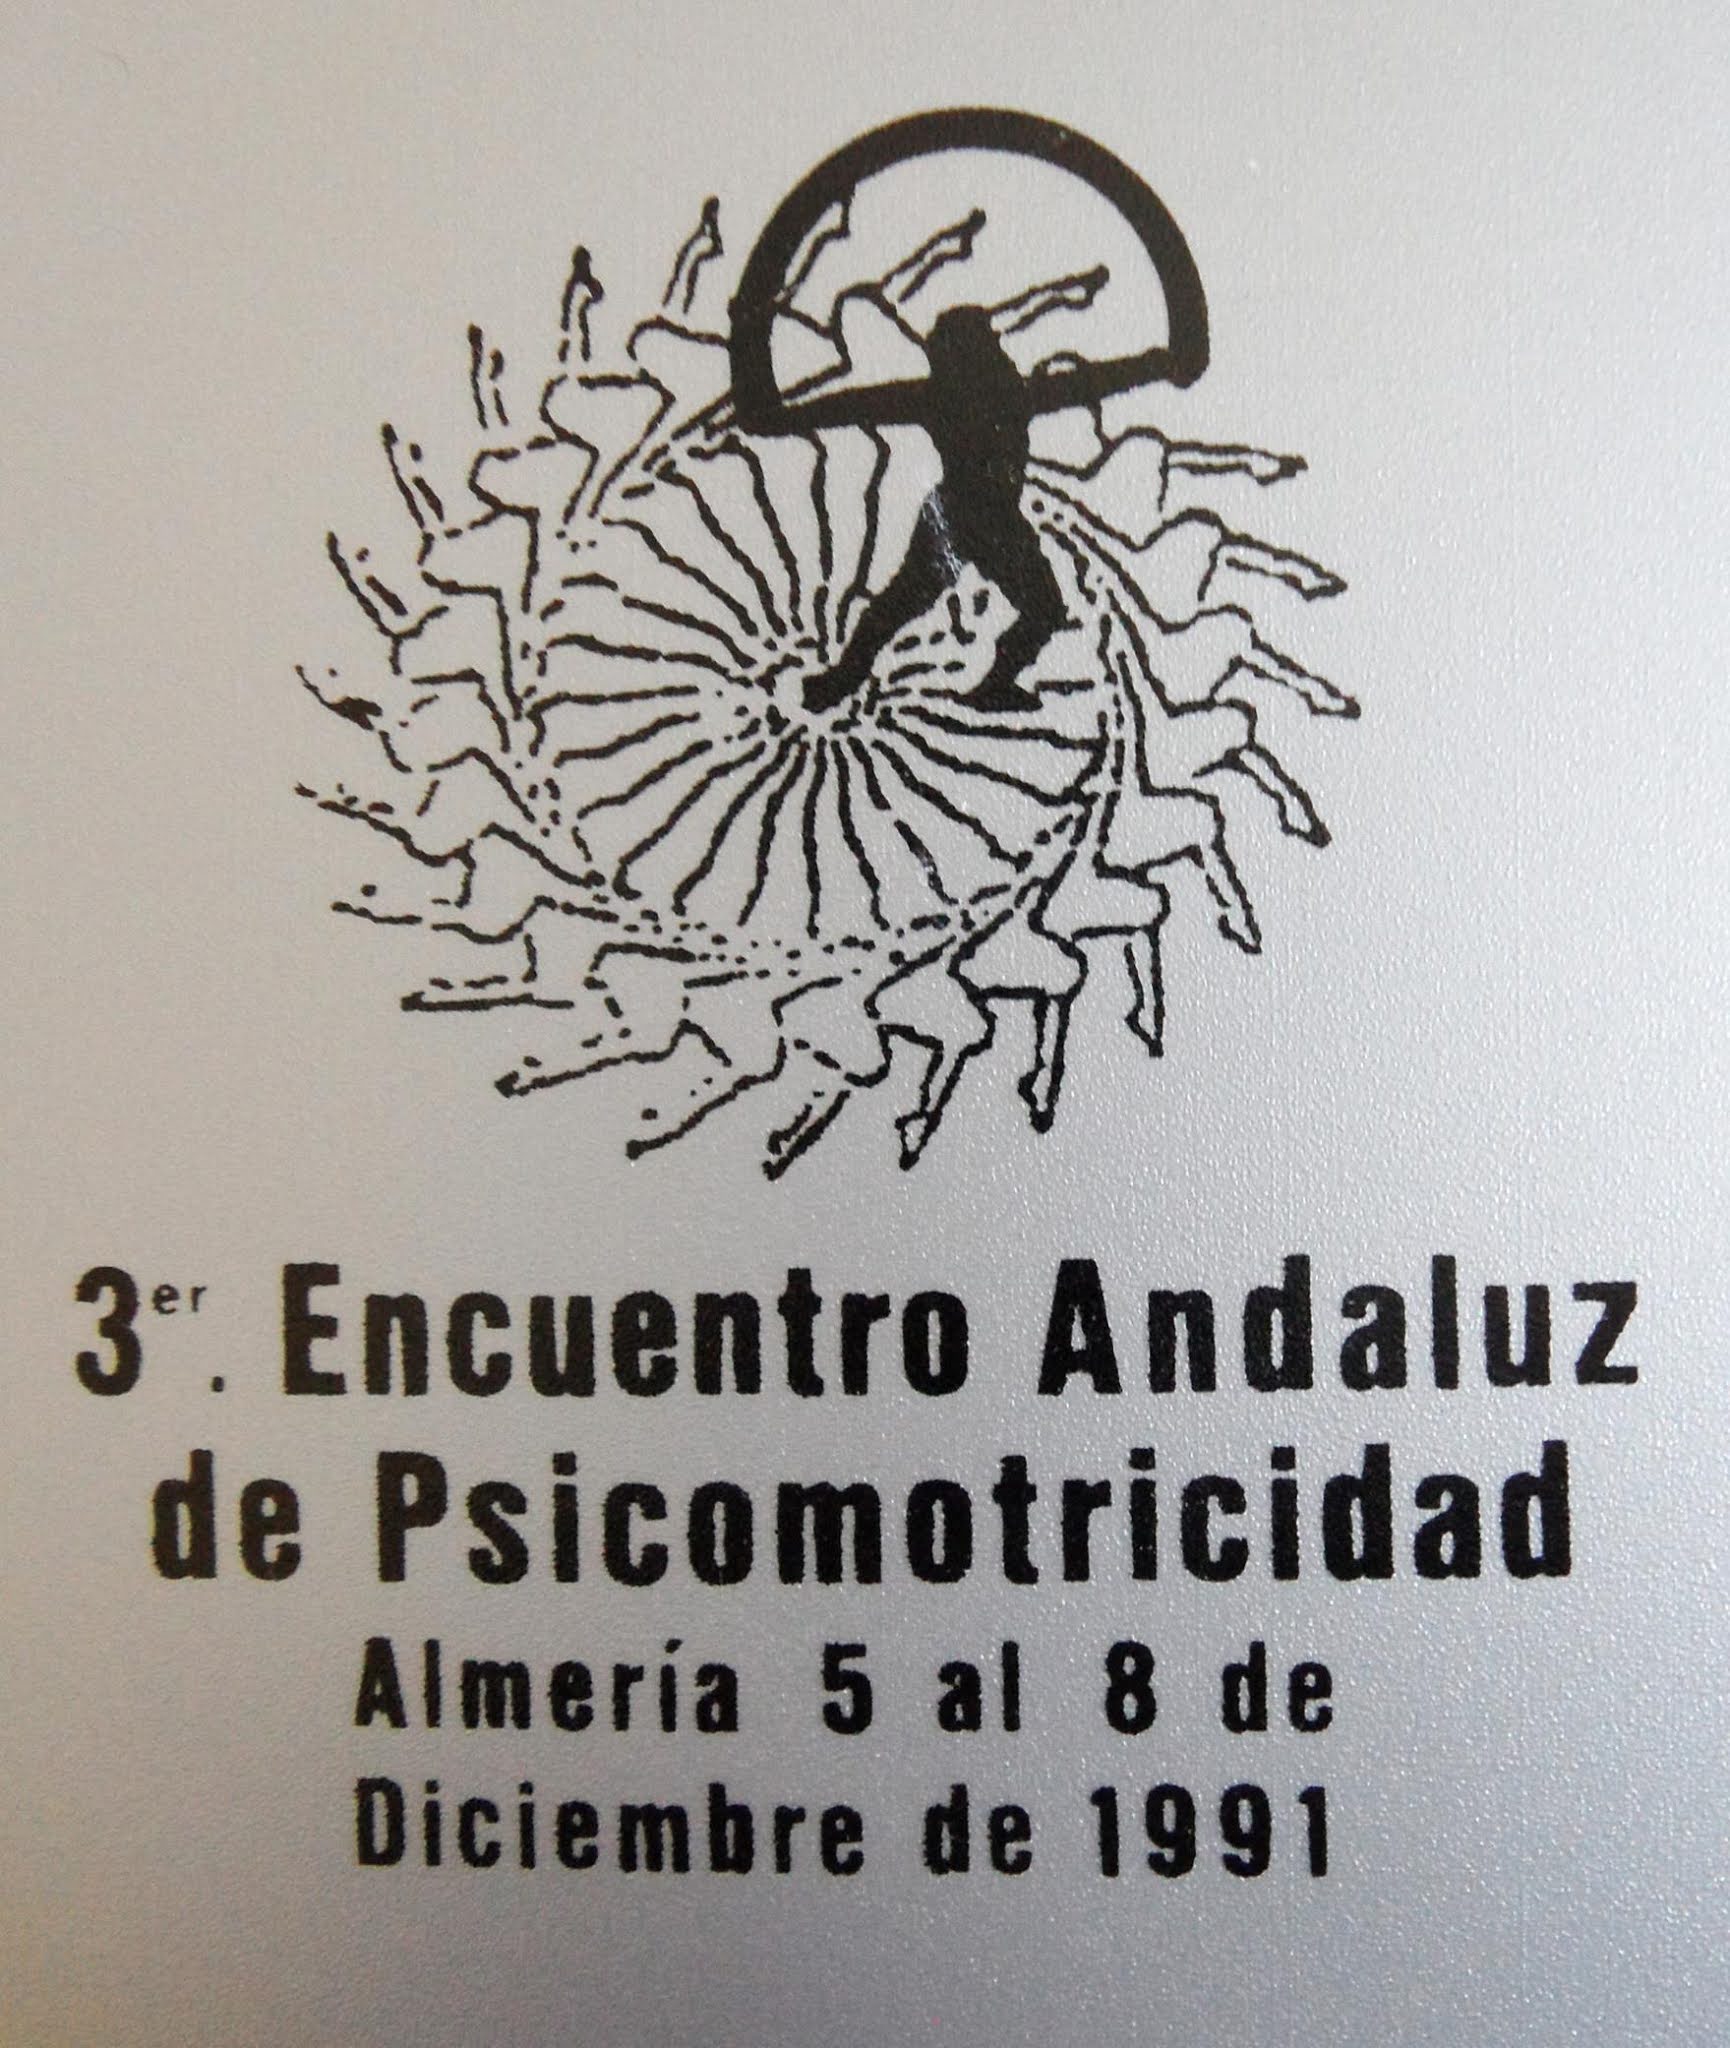 3er. Encuentro Andaluz
de Psicomotricidad
Almería 5 al 8 de
Diciembre de 1991